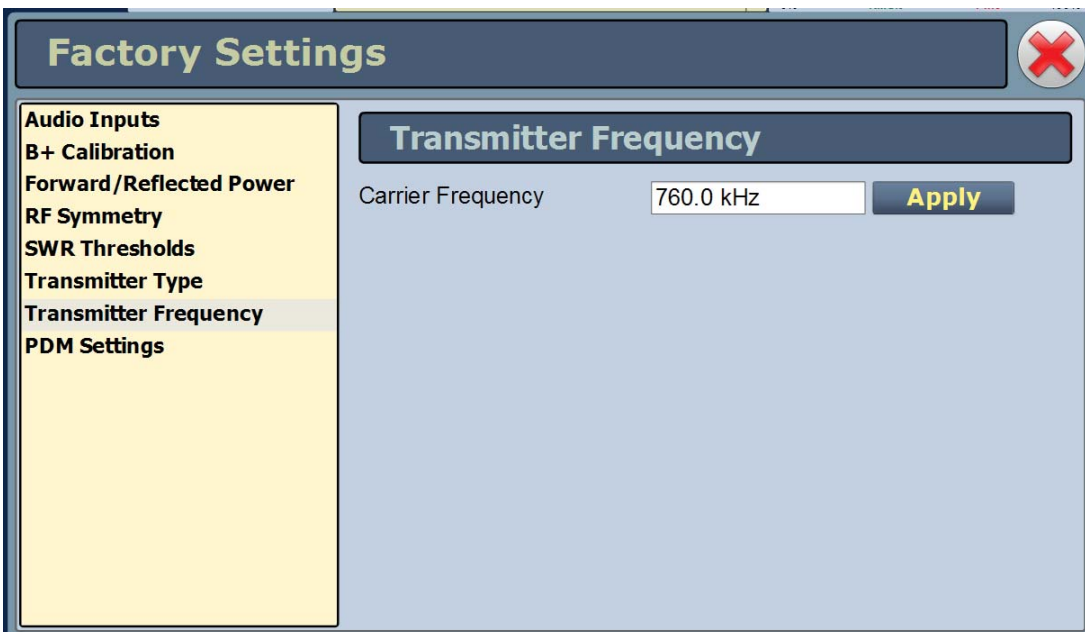 Factory Settings
Audio Inputs
B+ Calibration
Forward/Reflected Power
RF Symmetry
SWR Thresholds
Transmitter Type
Transmitter Frequency
PDM Settings
Transmitter Frequency
Carrier Frequency 760.0 kHz Apply